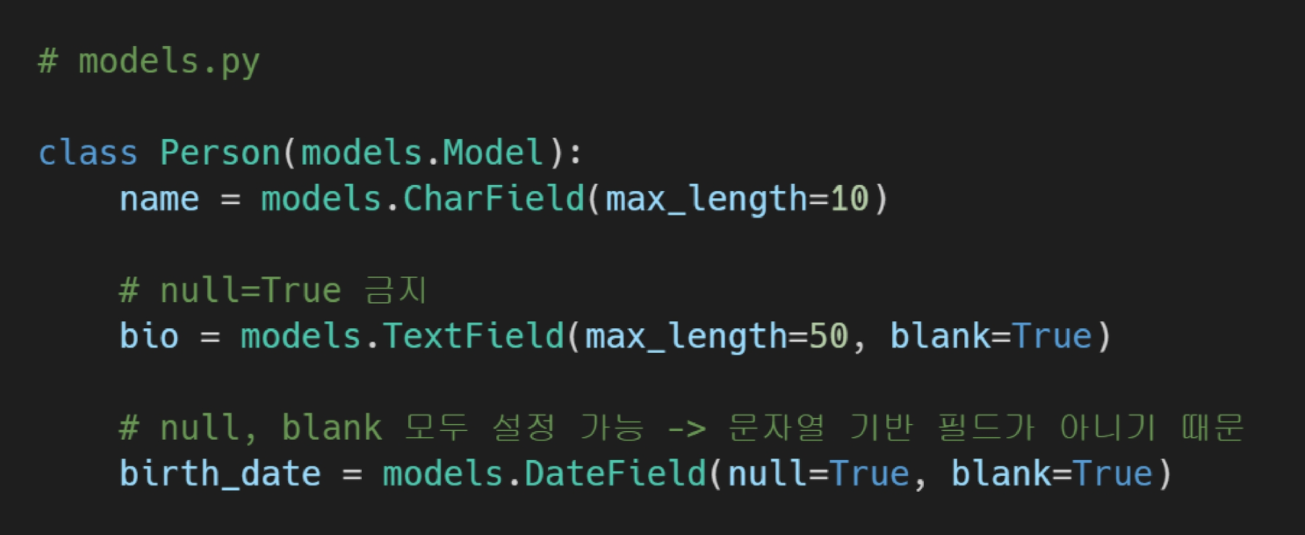 # models.py
class Person(models.Model):
    name = models.CharField(max_length=10)
    # null=True 금지
    bio = models.TextField(max_length=50, blank=True)
    # null, blank 모두 설정 가능 -> 문자열 기반 필드가 아니기 때문
    birth_date = models.DateField(null=True, blank=True)